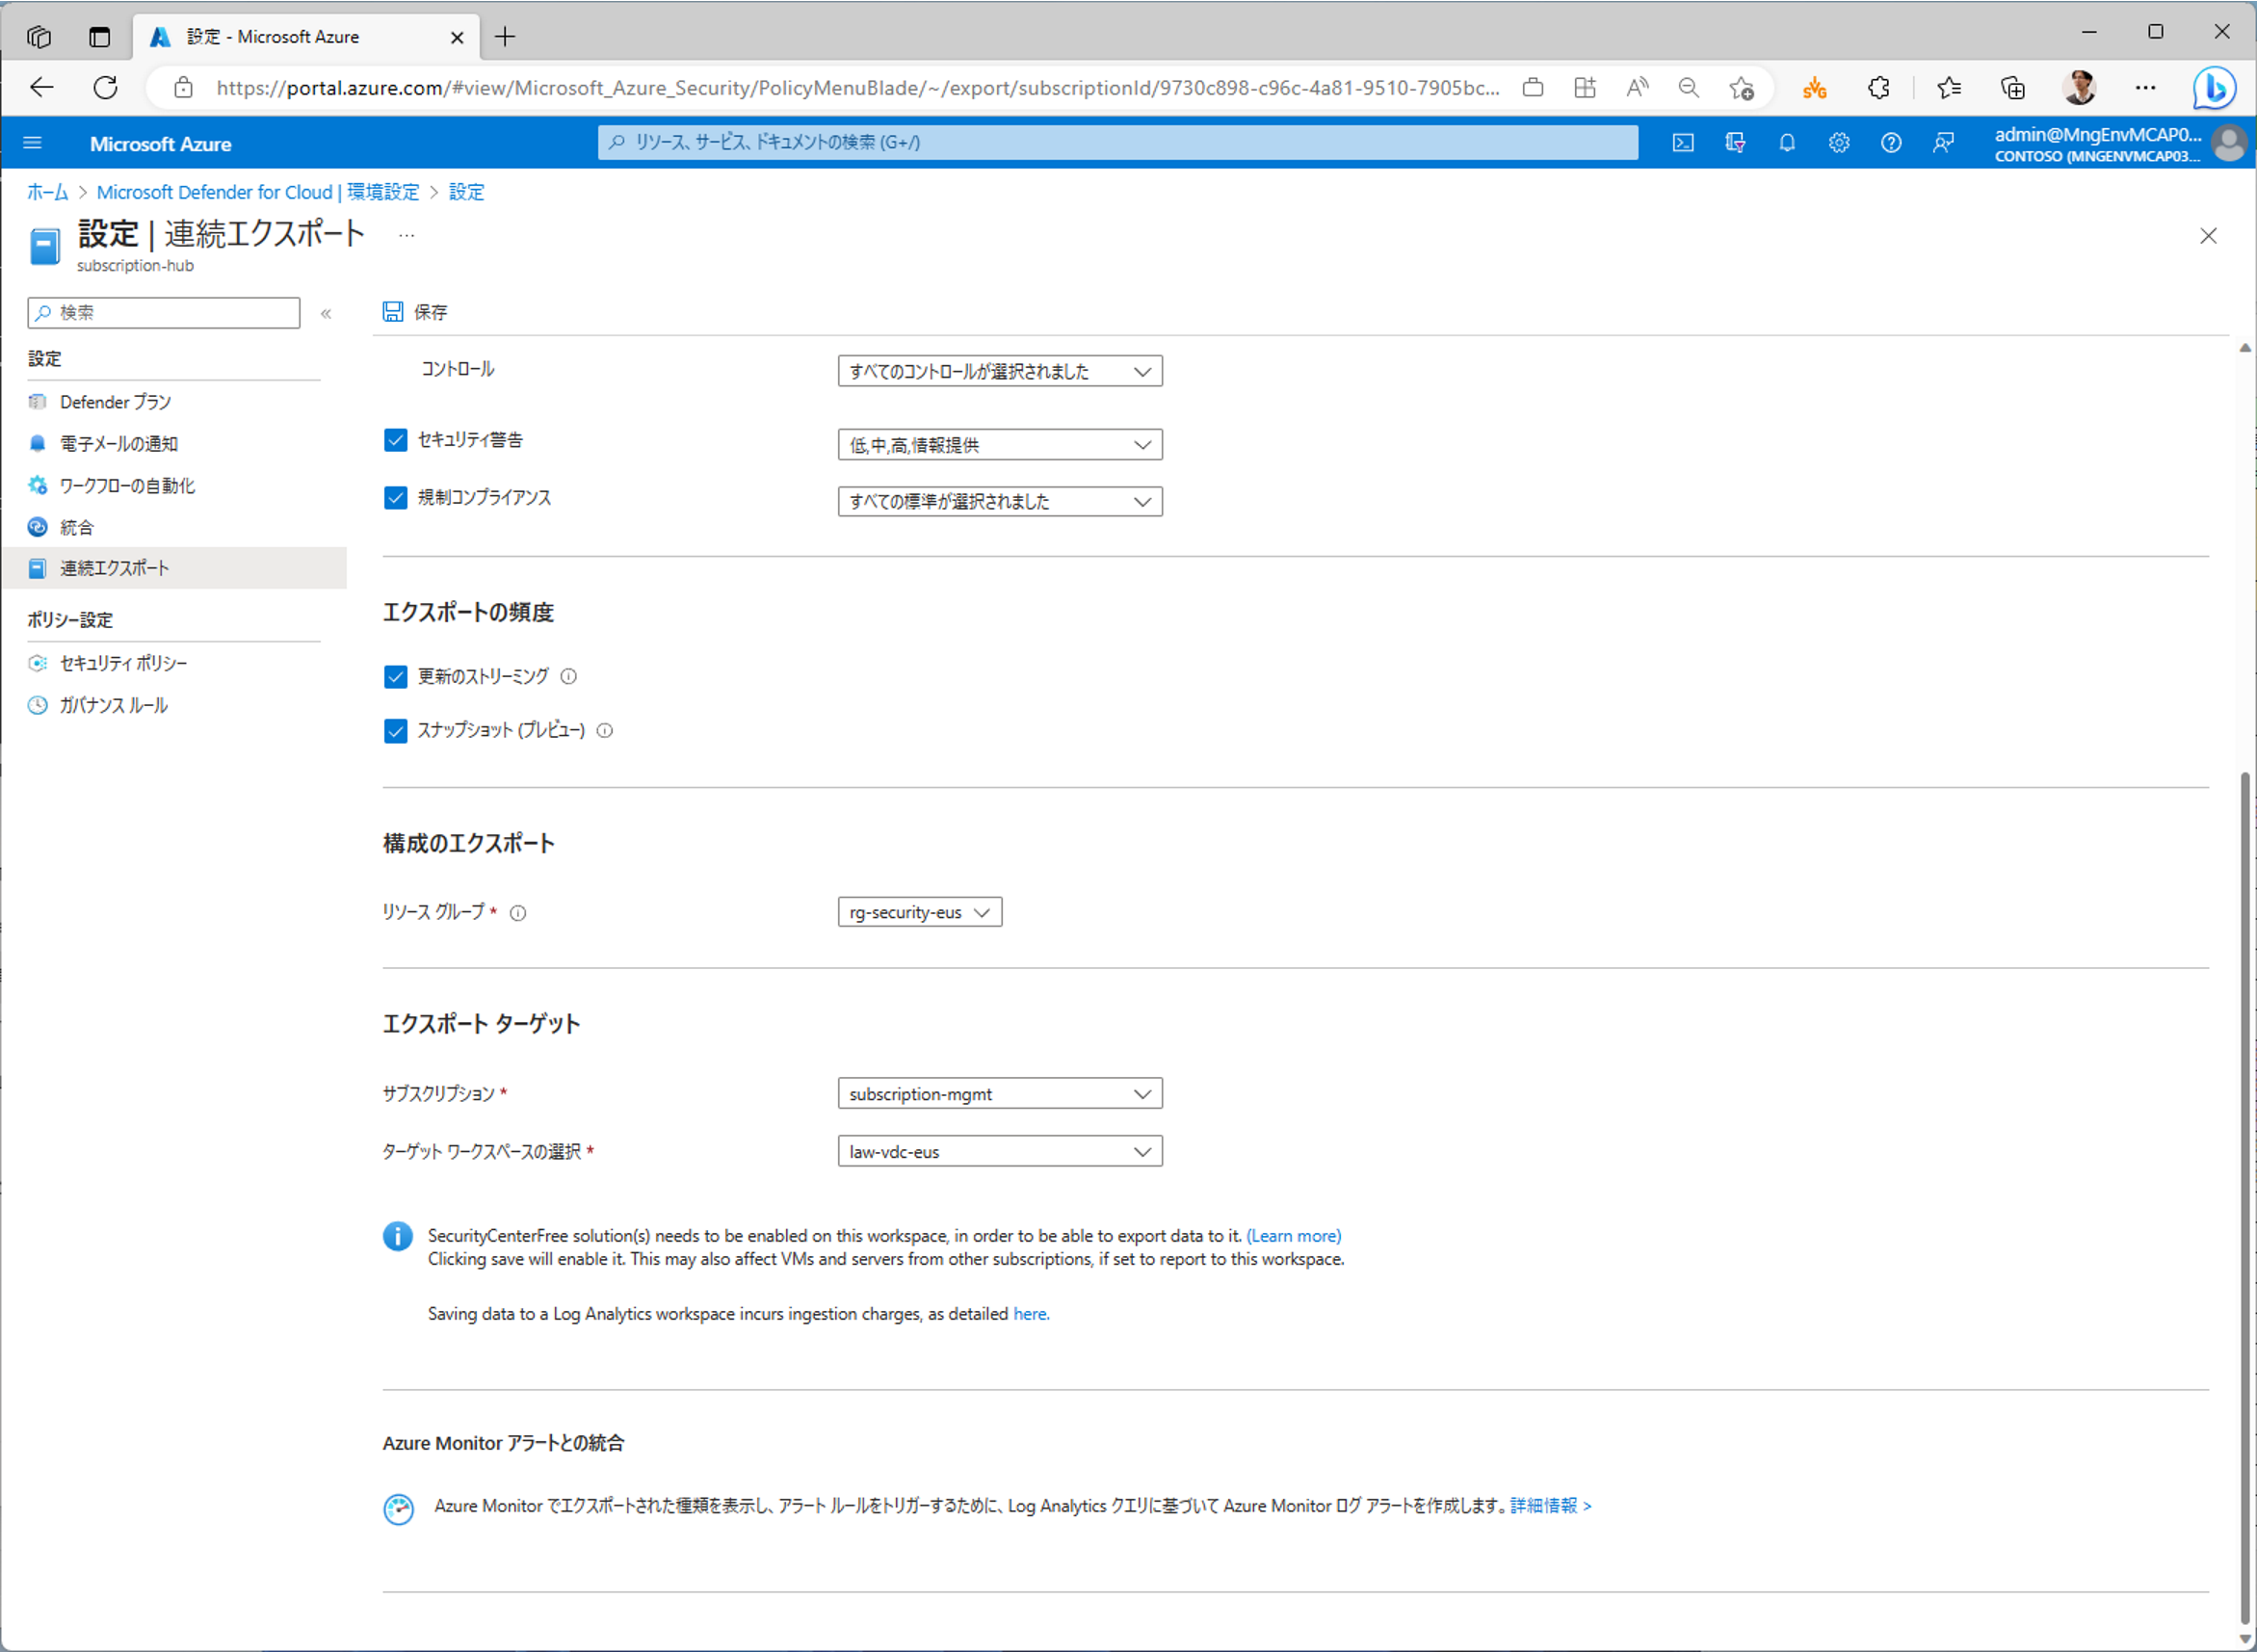 設定 - Microsoft Azure
https://portal.azure.com/#view/Microsoft_Azure_Security/PolicyMenuBlade/~/export/subscriptionId/9730c898-c96c-4a81-9510-7905bc...
Microsoft Azure
リソース、サービス、ドキュメントの検索 (G+/)
admin@MngEnvMCAP0...
CONTOSO (MNGENVMCAP03...
ホーム > Microsoft Defender for Cloud | 環境設定 > 設定
設定 | 連続エクスポート ...
subscription-hub
検索
«
保存
設定
Defender プラン
電子メールの通知
ワークフローの自動化
統合
連続エクスポート
ポリシー設定
セキュリティ ポリシー
ガバナンス ルール
コントロール
すべてのコントロールが選択されました
セキュリティ警告
低,中,高,情報提供
規制コンプライアンス
すべての標準が選択されました
エクスポートの頻度
更新のストリーミング
スナップショット (プレビュー)
構成のエクスポート
リソース グループ *
rg-security-eus
エクスポート ターゲット
サブスクリプション *
subscription-mgmt
ターゲット ワークスペースの選択 *
law-vdc-eus
SecurityCenterFree solution(s) needs to be enabled on this workspace, in order to be able to export data to it. (Learn more)
Clicking save will enable it. This may also affect VMs and servers from other subscriptions, if set to report to this workspace.
Saving data to a Log Analytics workspace incurs ingestion charges, as detailed here.
Azure Monitor アラートとの統合
Azure Monitor でエクスポートされた種類を表示し、アラート ルールをトリガーするために、Log Analytics クエリに基づいて Azure Monitor ログ アラートを作成します。詳細情報 >